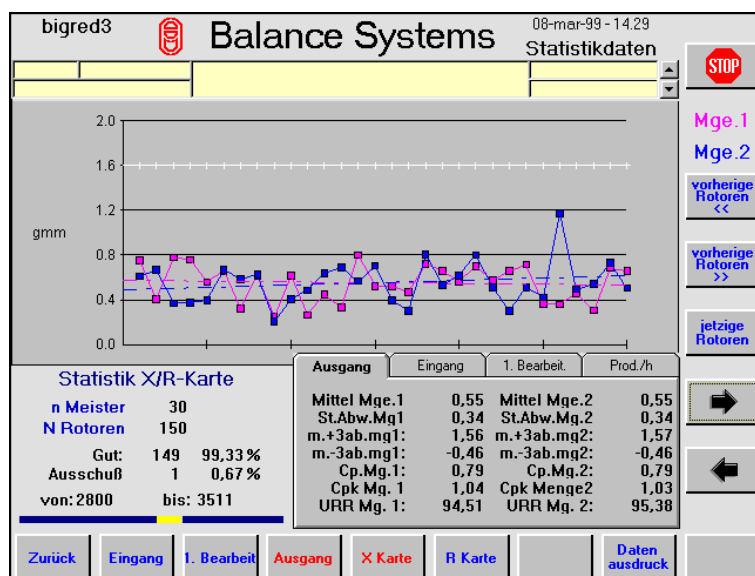 bigred3
Balance Systems
08-mar-99 - 14.29
Statistikdaten
STOP
Mge.1
Mge.2
vorherige
Rotoren
<<
vorherige
Rotoren
>>
jetzige
Rotoren
2.0
1.6
1.2
gmm
0.8
0.4
0.0
Statistik X/R-Karte
n Meister 30
N Rotoren 150
Gut: 149 99,33 %
Ausschuß 1 0,67 %
von: 2800 bis: 3511
Ausgang Eingang 1. Bearbeit. Prod./h
Mittel Mge.1 0,55 Mittel Mge.2 0,55
St.Abw.Mg1 0,34 St.Abw.Mg.2 0,34
m.+3ab.mg1: 1,56 m.+3ab.mg2: 1,57
m.-3ab.mg1: -0,46 m.-3ab.mg2: -0,46
Cp.Mg.1: 0,79 Cp.Mg.2: 0,79
Cpk Mg. 1 1,04 Cpk Menge2 1,03
URR Mg. 1: 94,51 URR Mg. 2: 95,38
Zurück Eingang 1. Bearbeit Ausgang X Karte R Karte Daten
ausdruck